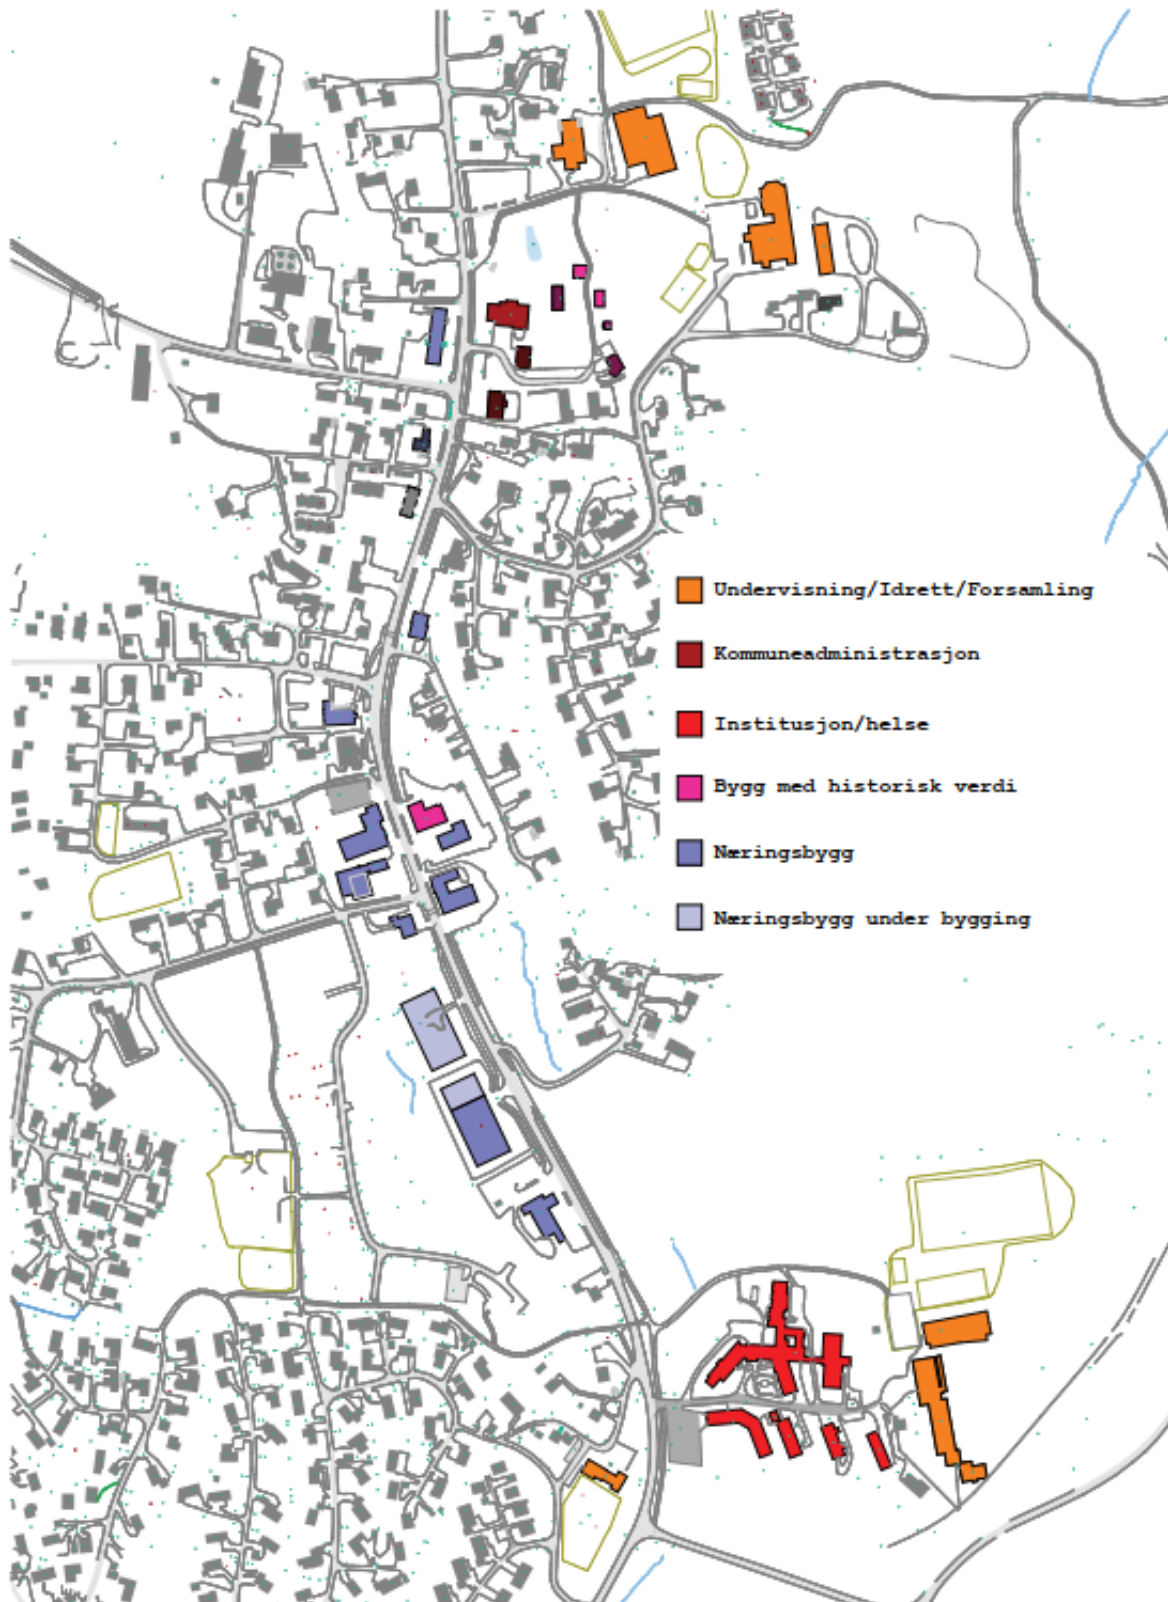 Undervisning/Idrett/Forsamling
Kommuneadministrasjon
Institusjon/helse
Bygg med historisk verdi
Næringsbygg
Næringsbygg under bygging